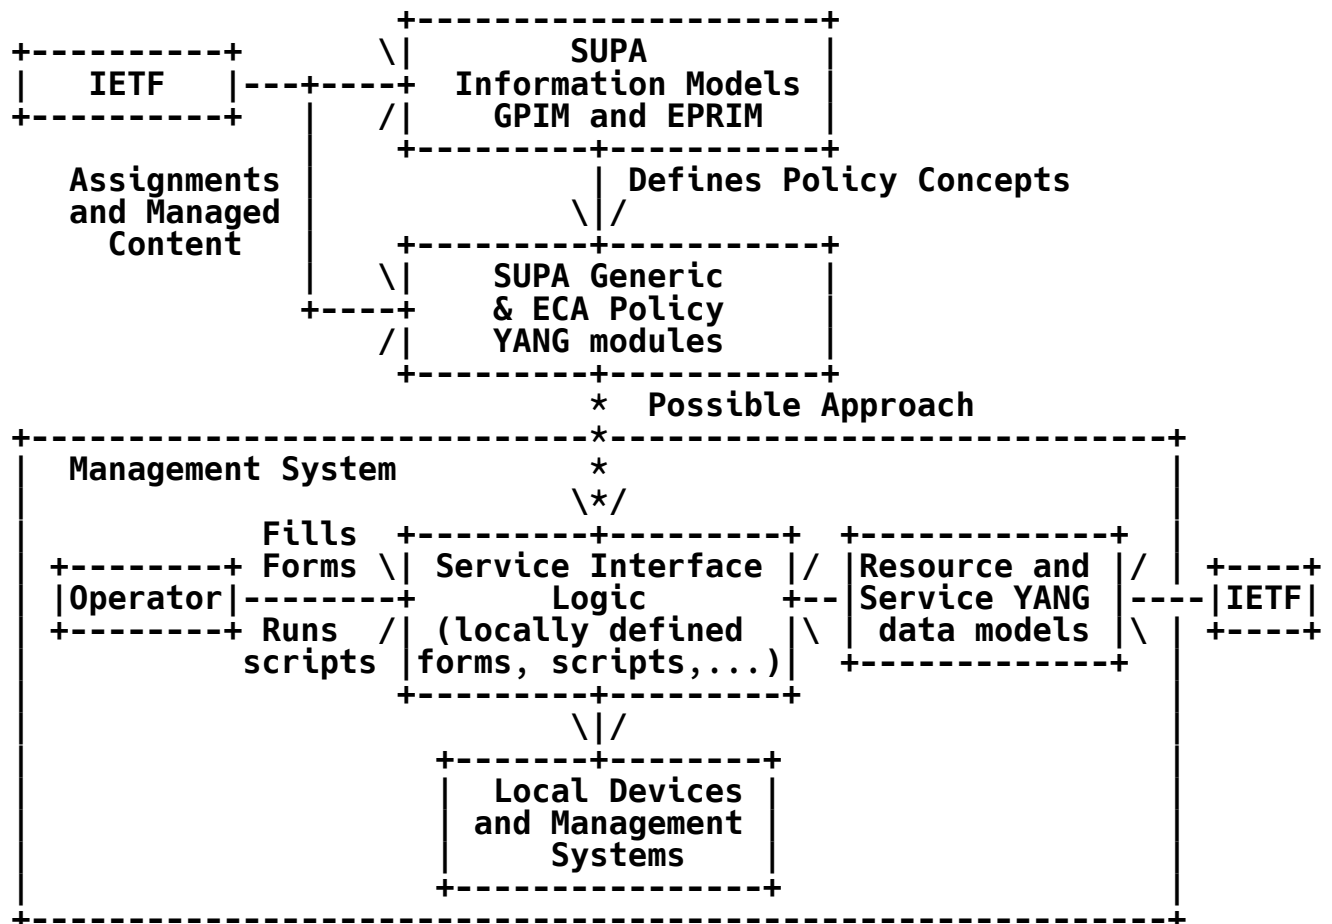 SUPA
IETF
Information Models
GPIM and EPRIM
Assignments
and Managed
Content
Defines Policy Concepts
SUPA Generic
& ECA Policy
YANG modules
Possible Approach
Management System
Fills
Forms
Operator
Runs
scripts
Service Interface
Logic
(locally defined
forms, scripts,...)
Resource and
Service YANG
data models
IETF
Local Devices
and Management
Systems